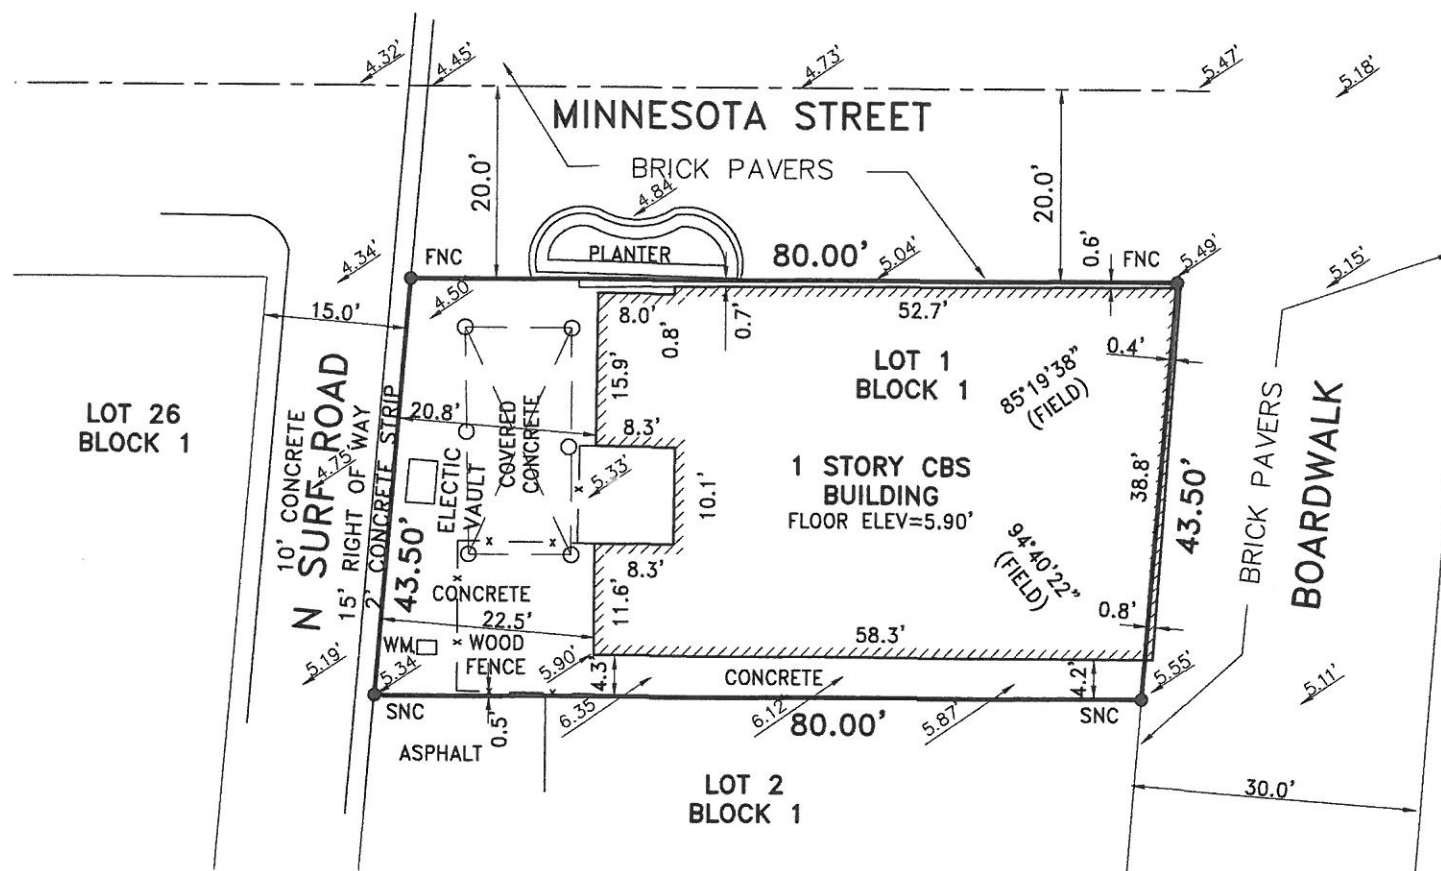 4.32'
4.45'
4.73'
5.47'
5.18'
MINNESOTA STREET
BRICK PAVERS
20.0'
20.0'
4.84
PLANTER
80.00'
5.04'
0.6'
FNC
FNC
5.49'
5.15'
4.34'
4.50'
15.0'
8.0'
0.8'
0.7'
52.7'
0.4'
LOT 1
BLOCK 1
85°19'38"
(FIELD)
15.9'
LOT 26
BLOCK 1
10' CONCRETE
N SURF ROAD
15' RIGHT OF WAY
2' CONCRETE STRIP
4.75'
20.8'
COVERED
CONCRETE
8.3'
5.33'
10.1'
1 STORY CBS
BUILDING
FLOOR ELEV=5.90'
38.8'
43.50'
BRICK PAVERS
BOARDWALK
ELECTIC
VAULT
43.50'
94°40'22"
(FIELD)
8.3'
11.6'
CONCRETE
22.5'
0.8'
58.3'
WM
WOOD
FENCE
5.90'
4.3'
CONCRETE
4.2'
5.19'
5.34
5.55'
5.11'
SNC
0.5'
6.35
6.12'
80.00'
5.87'
SNC
ASPHALT
LOT 2
BLOCK 1
30.0'